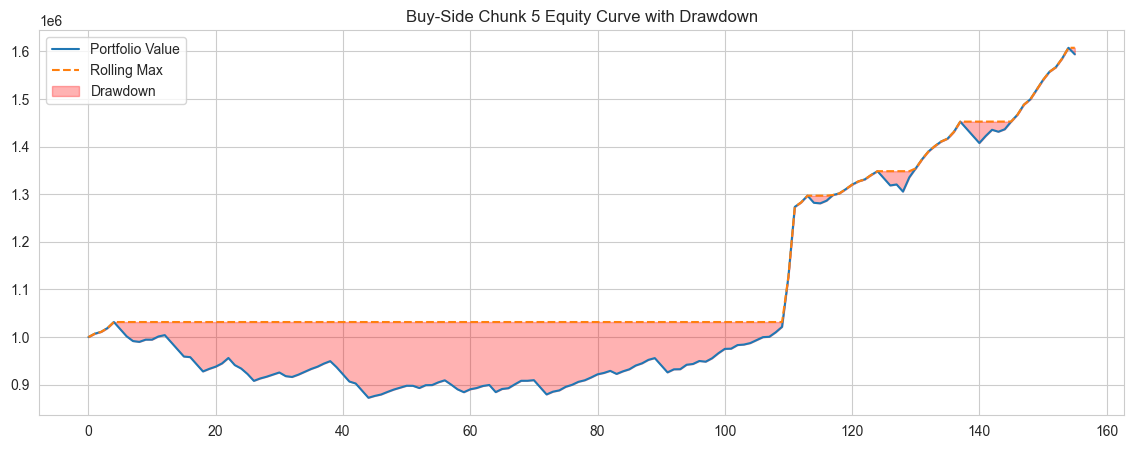 Buy-Side Chunk 5 Equity Curve with Drawdown
1e6
Portfolio Value
Rolling Max
Drawdown
1.6
1.5
1.4
1.3
1.2
1.1
1.0
0.9
0 20 40 60 80 100 120 140 160